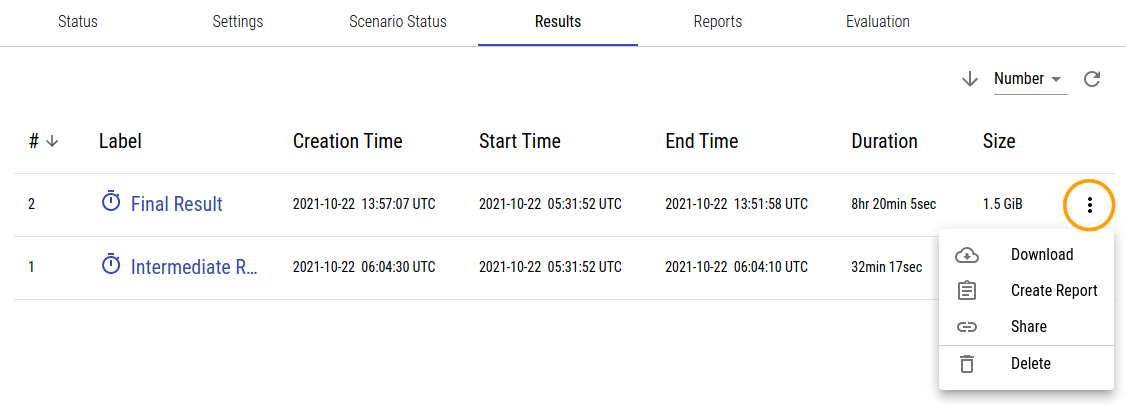 Status Settings Scenario Status Results Reports Evaluation
Number
# Label Creation Time Start Time End Time Duration Size
2 Final Result 2021-10-22 13:57:07 UTC 2021-10-22 05:31:52 UTC 2021-10-22 13:51:58 UTC 8hr 20min 5sec 1.5 GiB
1 Intermediate R... 2021-10-22 06:04:30 UTC 2021-10-22 05:31:52 UTC 2021-10-22 06:04:10 UTC 32min 17sec
Download
Create Report
Share
Delete